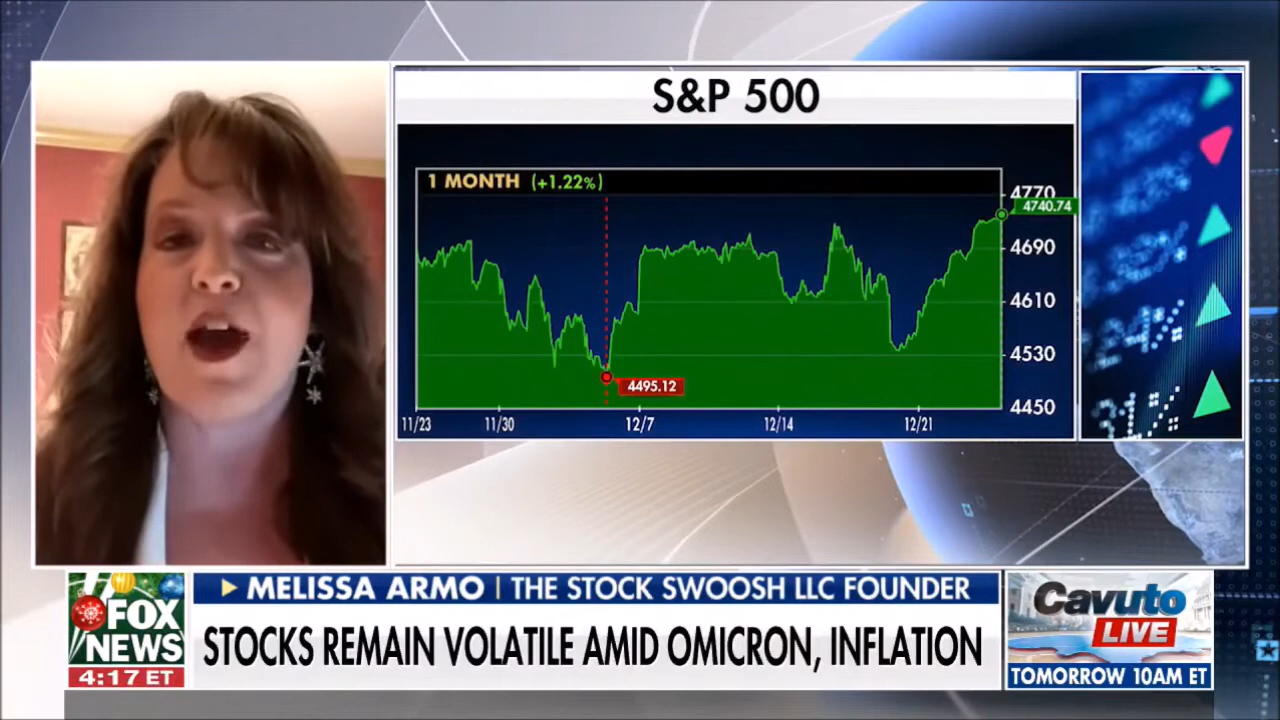 S&P 500
1 MONTH (+1.22%)
4770
4740.74
4690
4610
4530
4450
4495.12
11/23 11/30 12/7 12/14 12/21
MELISSA ARMO | THE STOCK SWOOSH LLC FOUNDER
STOCKS REMAIN VOLATILE AMID OMICRON, INFLATION
FOX
NEWS
4:17 ET
Cavuto
LIVE
TOMORROW 10AM ET